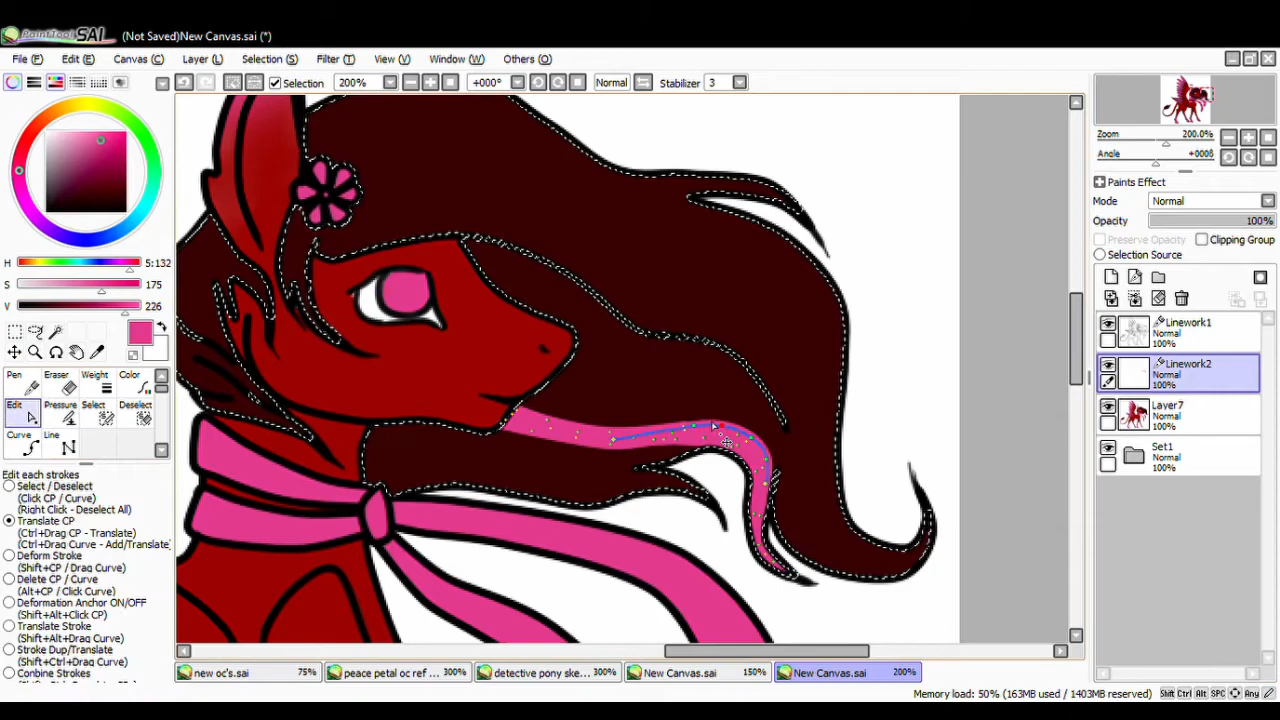 PaintTool SAI (Not Saved)New Canvas.sai (*)
File (F) Edit (E) Canvas (C) Layer (L) Selection (S) Filter (T) View (V) Window (W) Others (O)
Selection 200% +000° Normal Stabilizer 3
H 5:132
S 175
V 226
Pen Eraser Weight Color
Edit Pressure Select Deselect
Curve Line
Edit each strokes
Select / Deselect
(Click CP / Curve)
(Right Click - Deselect All)
Translate CP
(Ctrl+Drag CP - Translate)
(Ctrl+Drag Curve - Add/Translate)
Deform Stroke
(Shift+CP / Drag Curve)
Delete CP / Curve
(Alt+CP / Click Curve)
Deformation Anchor ON/OFF
(Shift+Alt+Click CP)
Translate Stroke
(Shift+Alt+Drag Curve)
Stroke Dup/Translate
(Shift+Ctrl+Drag Curve)
Conbine Strokes
Zoom 200.0%
Angle +000°
Paints Effect
Mode Normal
Opacity 100%
Preserve Opacity Clipping Group
Selection Source
Linework1
Normal
100%
Linework2
Normal
100%
Layer7
Normal
100%
Set1
Normal
100%
new oc's.sai 75% peace petal oc ref ... 300% detective pony ske... 300% New Canvas.sai 150% New Canvas.sai 200%
Memory load: 50% (163MB used / 1403MB reserved) Shift Ctrl Alt SPC Any